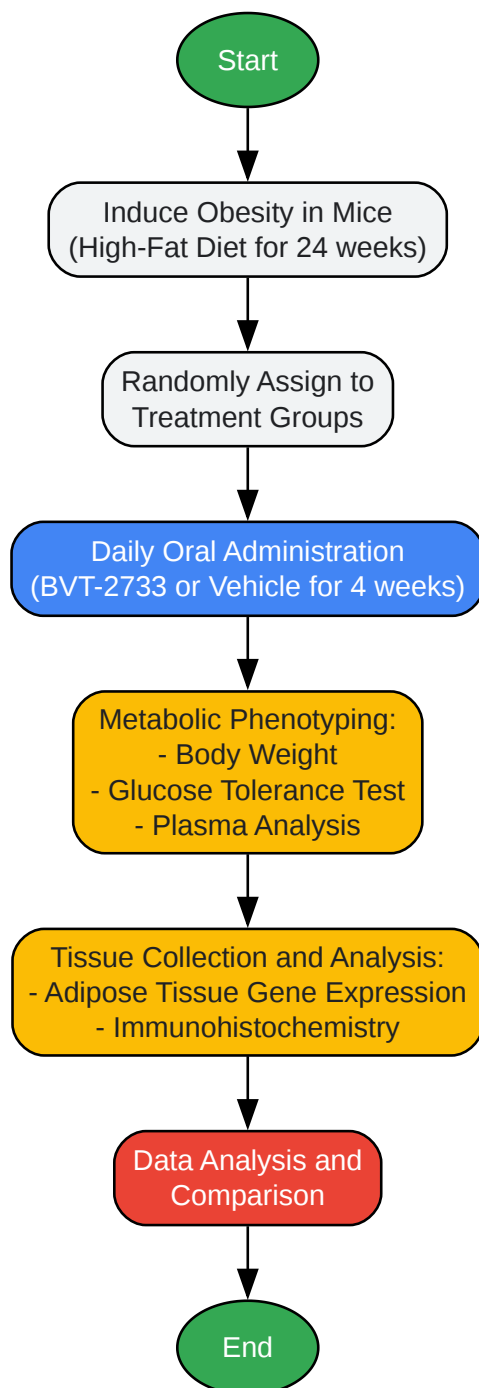 Start
Induce Obesity in Mice
(High-Fat Diet for 24 weeks)
Randomly Assign to
Treatment Groups
Daily Oral Administration
(BVT-2733 or Vehicle for 4 weeks)
Metabolic Phenotyping:
- Body Weight
- Glucose Tolerance Test
- Plasma Analysis
Tissue Collection and Analysis:
- Adipose Tissue Gene Expression
- Immunohistochemistry
Data Analysis and
Comparison
End